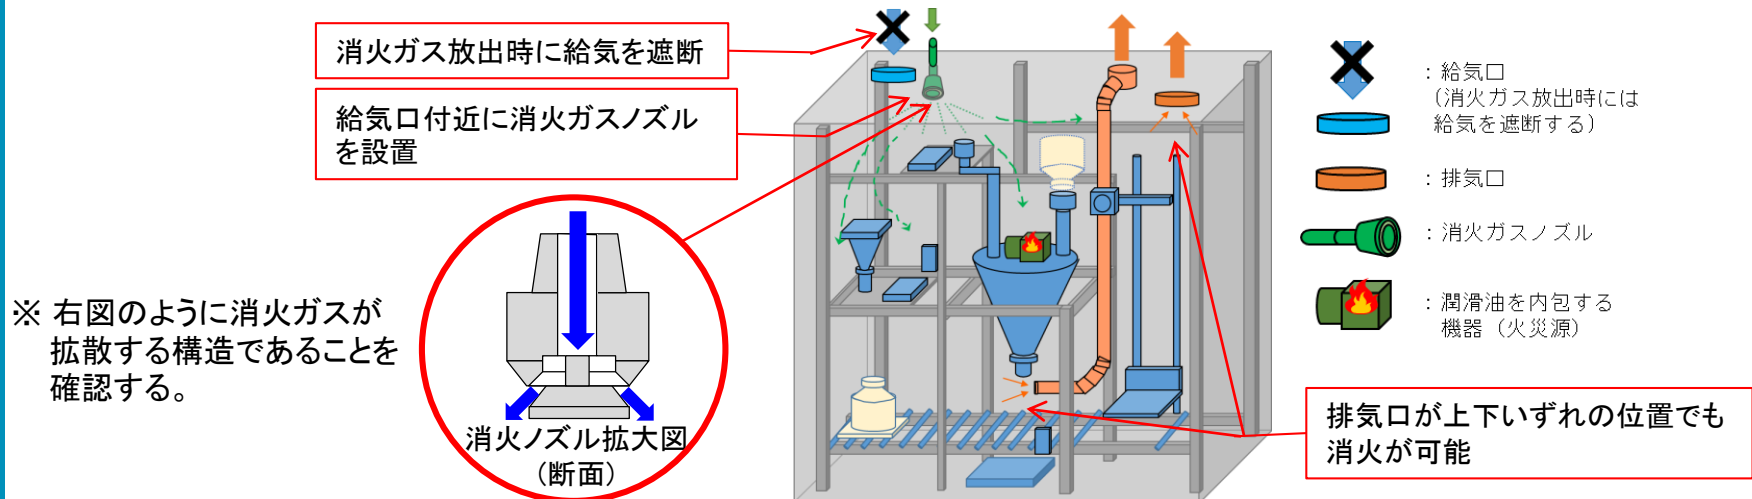 消火ガス放出時に給気を遮断
給気口付近に消火ガスノズル
を設置
※ 右図のように消火ガスが
拡散する構造であることを
確認する。
消火ノズル拡大図
(断面)
：給気口
（消火ガス放出時には
給気を遮断する）
：排気口
：消火ガスノズル
：潤滑油を内包する
機器（火災源）
排気口が上下いずれの位置でも
消火が可能